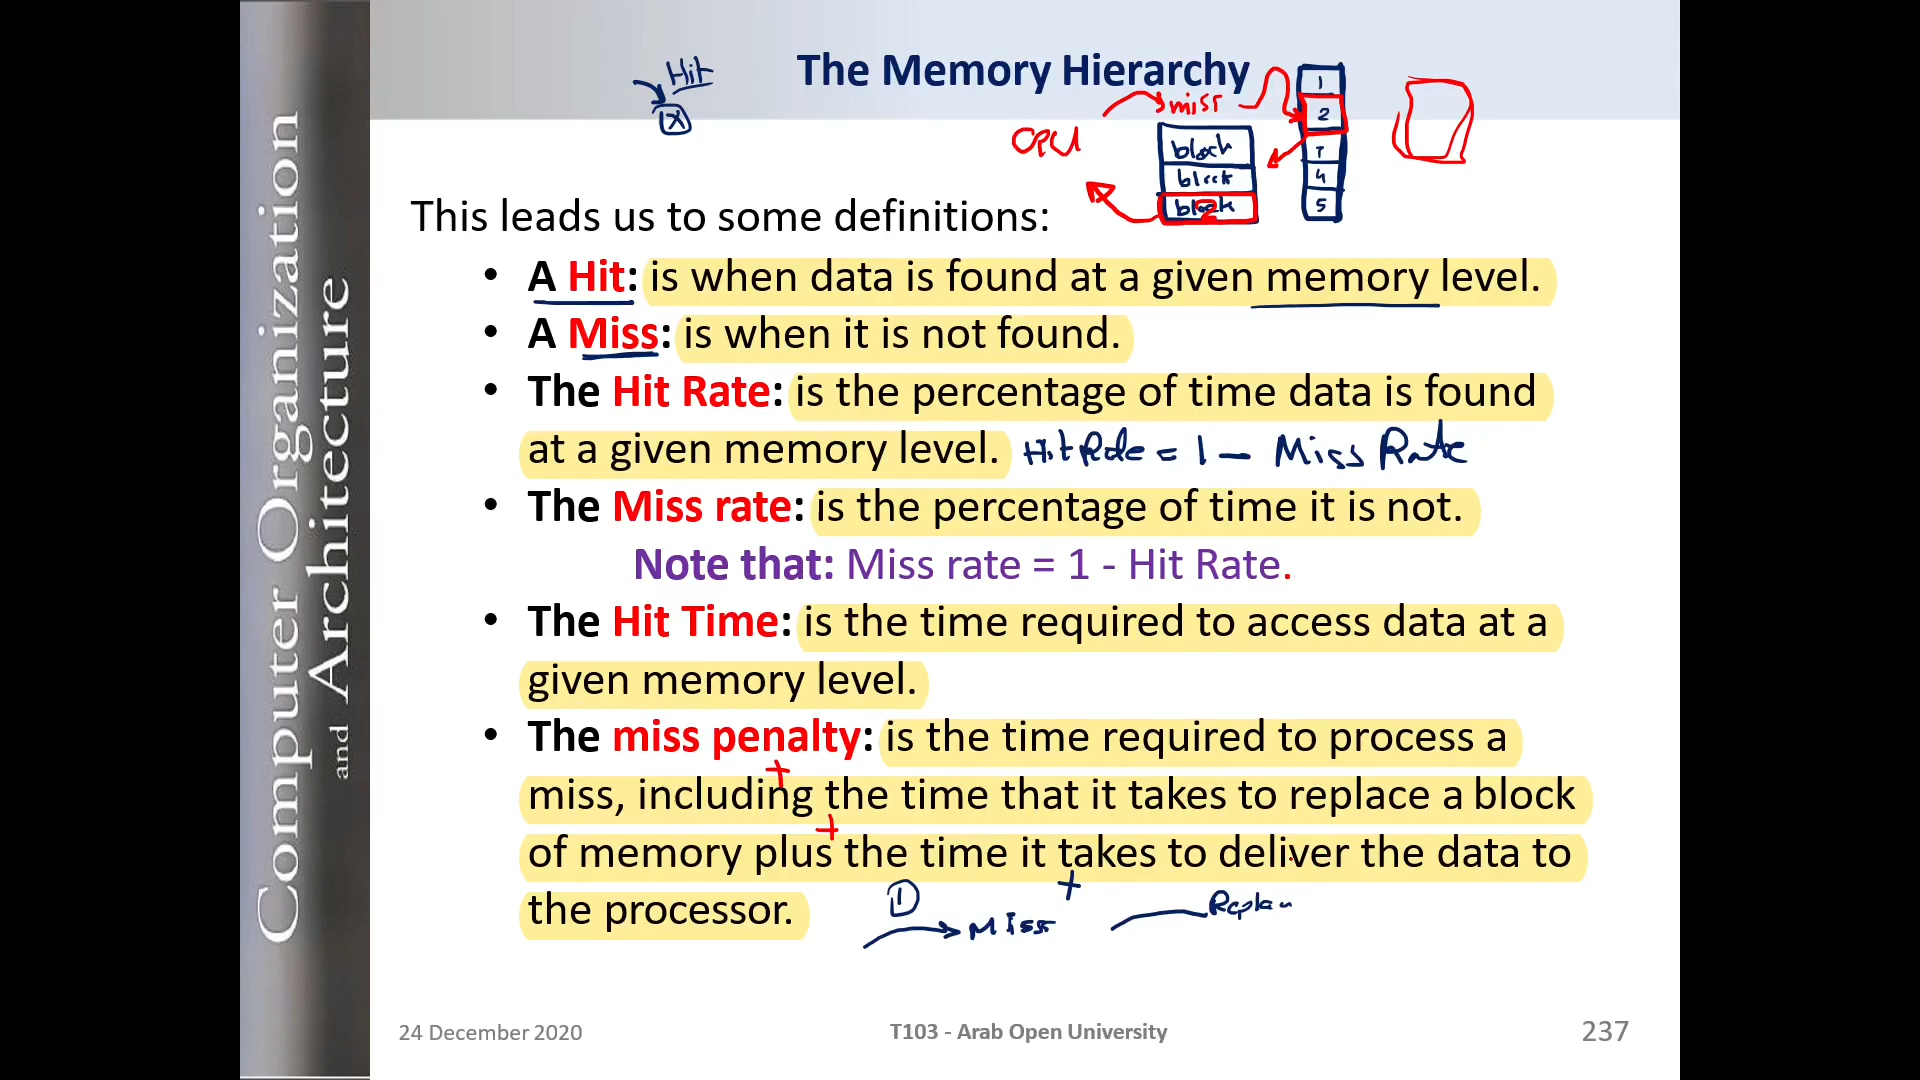 Computer Organization
and Architecture
The Memory Hierarchy
Hit
X
miss
CPU
block
block
block
2
1
2
4
5
This leads us to some definitions:
• A Hit: is when data is found at a given memory level.
• A Miss: is when it is not found.
• The Hit Rate: is the percentage of time data is found
at a given memory level. Hit Rate = 1 - Miss Rate
• The Miss rate: is the percentage of time it is not.
Note that: Miss rate = 1 - Hit Rate.
• The Hit Time: is the time required to access data at a
given memory level.
• The miss penalty: is the time required to process a
+
miss, including the time that it takes to replace a block
+
of memory plus the time it takes to deliver the data to
the processor.
1
Miss
+
24 December 2020
T103 - Arab Open University
237